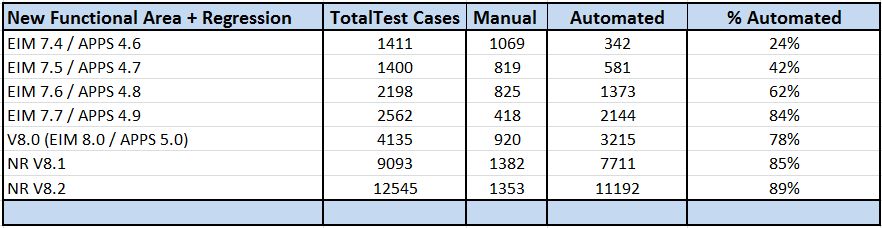 New Functional Area + Regression TotalTest Cases Manual Automated % Automated
EIM 7.4 / APPS 4.6 1411 1069 342 24%
EIM 7.5 / APPS 4.7 1400 819 581 42%
EIM 7.6 / APPS 4.8 2198 825 1373 62%
EIM 7.7 / APPS 4.9 2562 418 2144 84%
V8.0 (EIM 8.0 / APPS 5.0) 4135 920 3215 78%
NR V8.1 9093 1382 7711 85%
NR V8.2 12545 1353 11192 89%